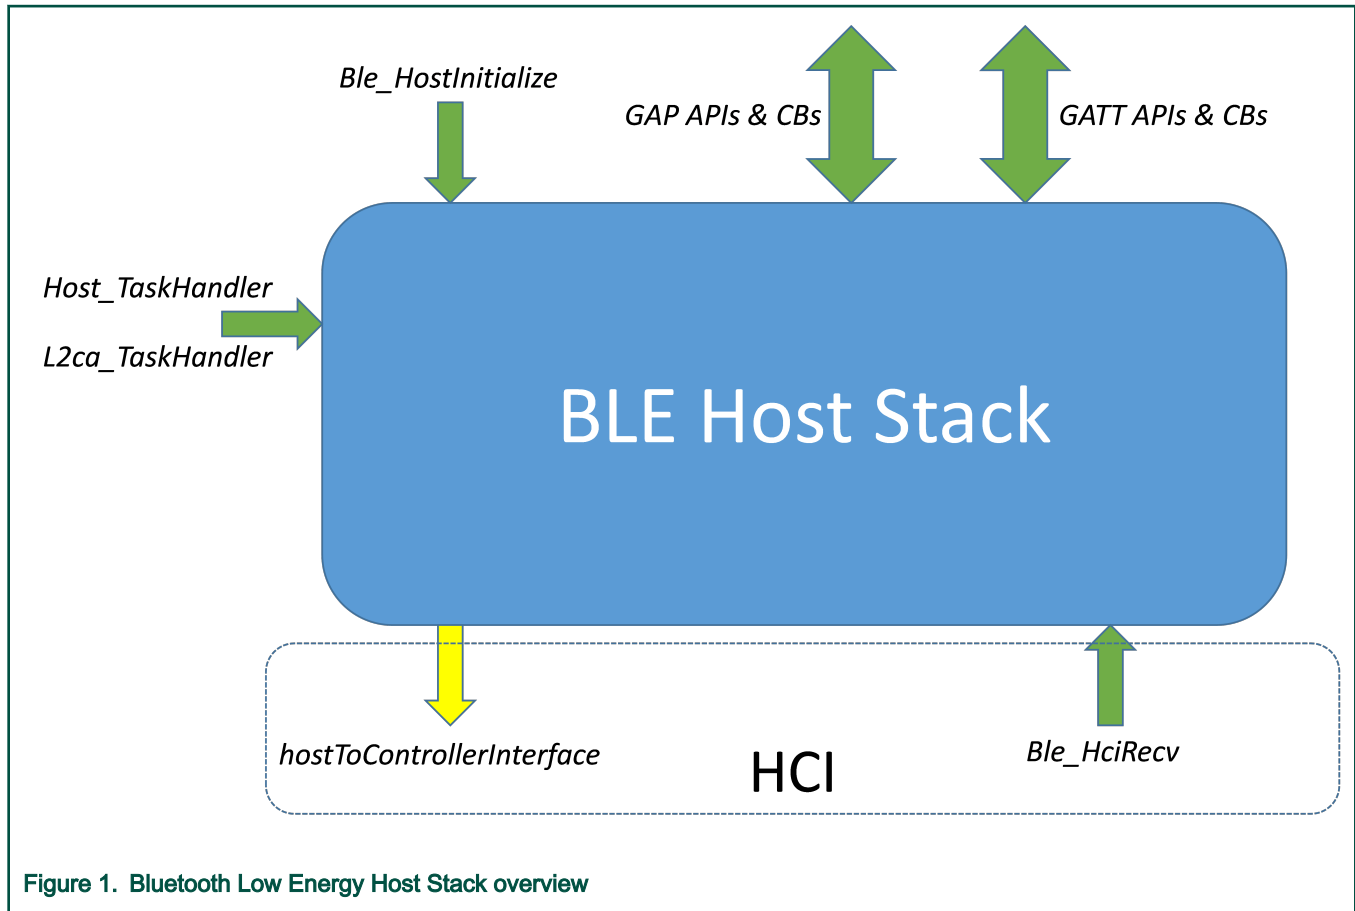 Ble_HostInitialize
GAP APIs & CBs
GATT APIs & CBs
Host_TaskHandler
L2ca_TaskHandler
BLE Host Stack
hostToControllerInterface
HCI
Ble_HciRecv
Figure 1. Bluetooth Low Energy Host Stack overview